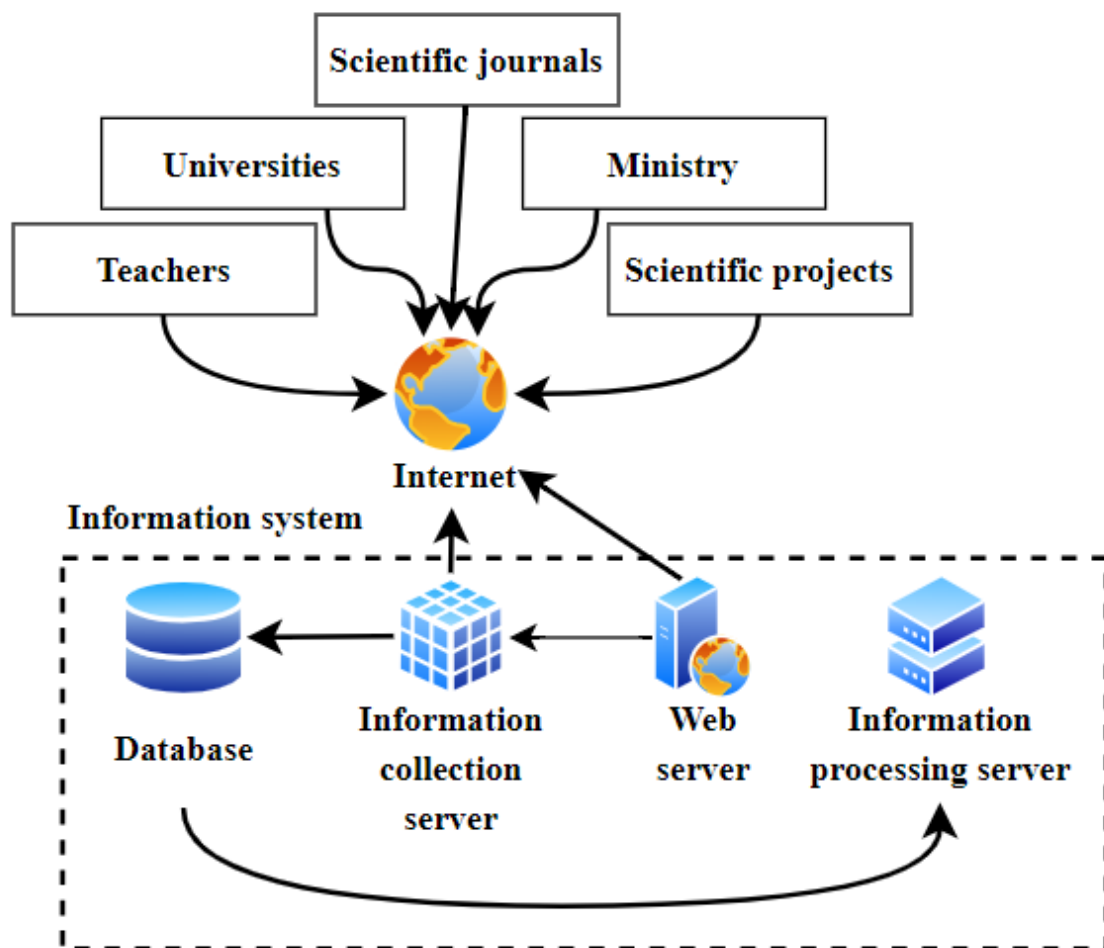 Scientific journals
Universities
Ministry
Teachers
Scientific projects
Internet
Information system
Database
Information
collection
server
Web
server
Information
processing server